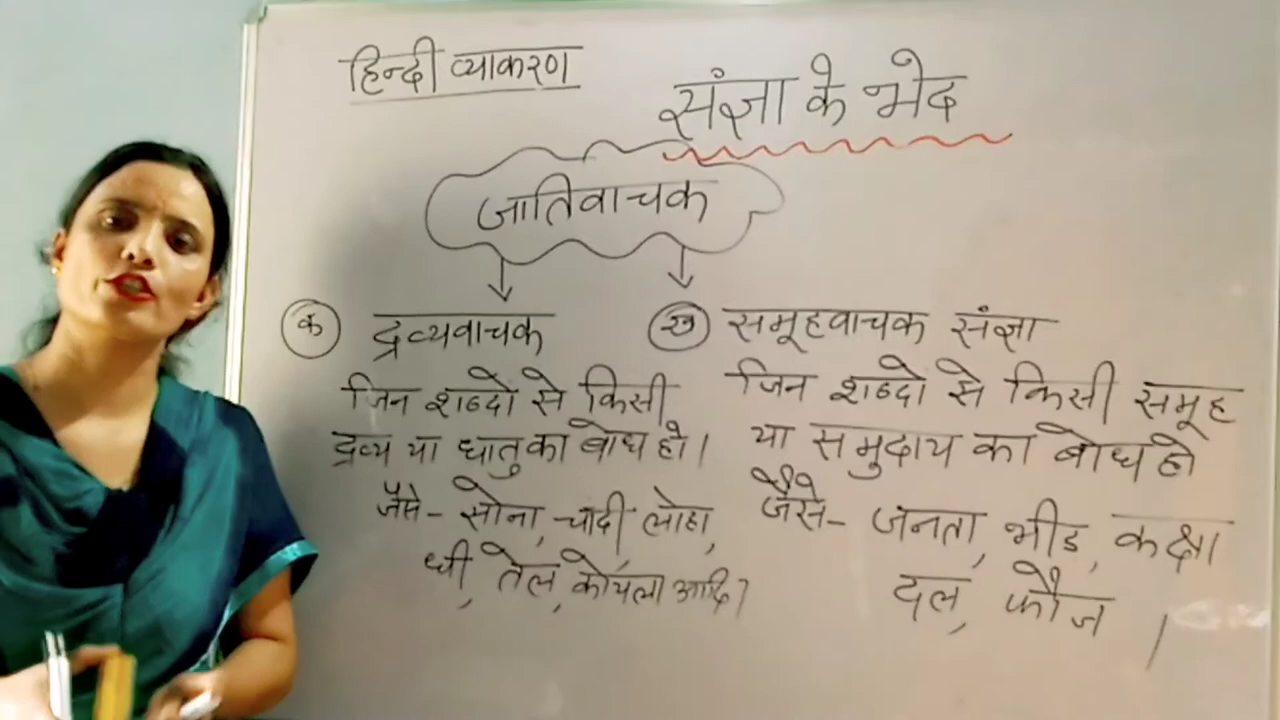 हिन्दी व्याकरण
संज्ञा के भेद
जातिवाचक
क द्रव्यवाचक
जिन शब्दो से किसी
द्रव्य या धातु का बोध हो।
जैसे - सोना, चादी, लोहा,
घी, तेल, कोयला आदि।
ख समूहवाचक संज्ञा
जिन शब्दो से किसी समूह
या समुदाय का बोध हो
जैसे - जनता, भीड, कक्षा
दल, फौज ।